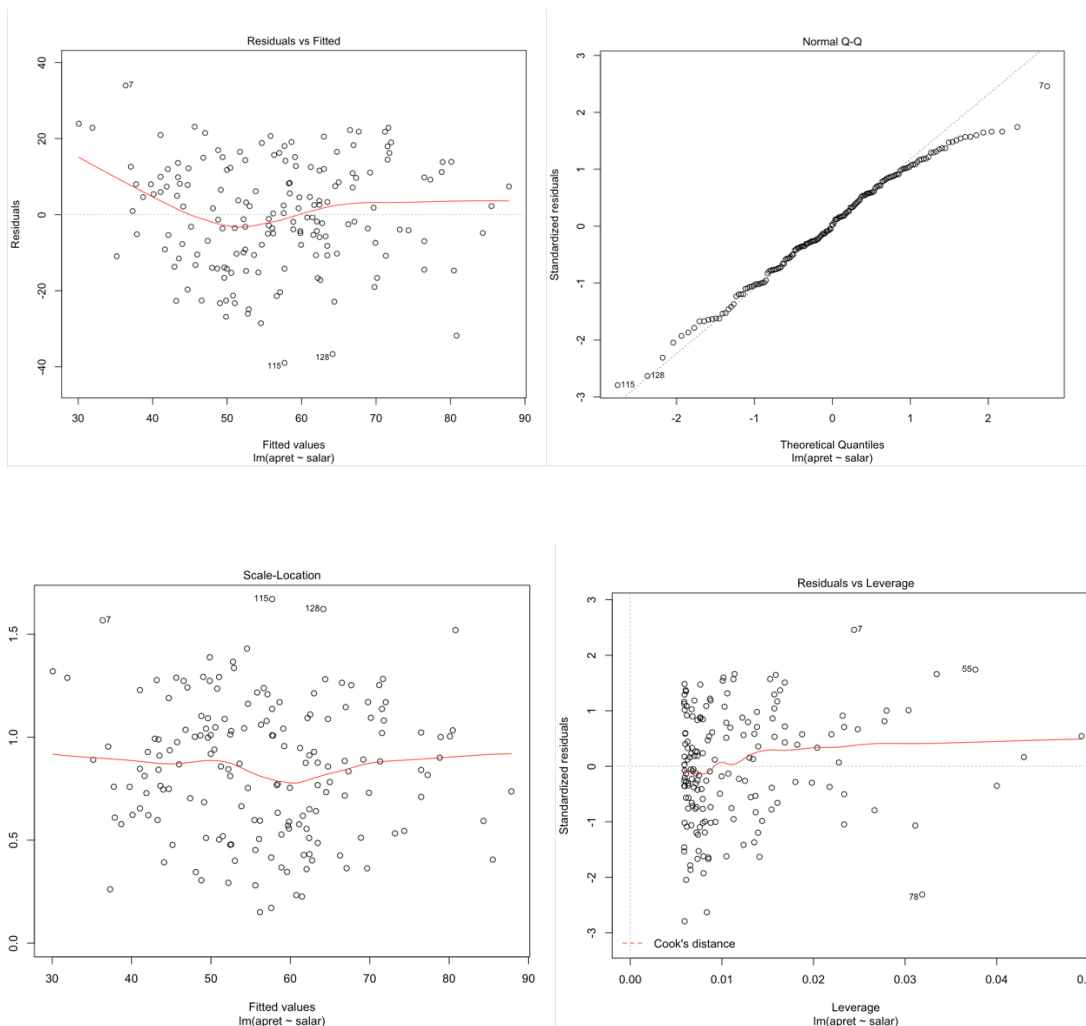 Residuals vs Fitted
Residuals
40
20
0
-20
-40
7
115
128
30 40 50 60 70 80 90
Fitted values
lm(apret ~ salar)
Normal Q-Q
Standardized residuals
3
2
1
0
-1
-2
-3
7
128
115
-2 -1 0 1 2
Theoretical Quantiles
lm(apret ~ salar)
Scale-Location
1.5
1.0
0.5
0.0
115
128
7
30 40 50 60 70 80 90
Fitted values
lm(apret ~ salar)
Residuals vs Leverage
Standardized residuals
3
2
1
0
-1
-2
-3
7
55
78
Cook's distance
0.00 0.01 0.02 0.03 0.04
Leverage
lm(apret ~ salar)